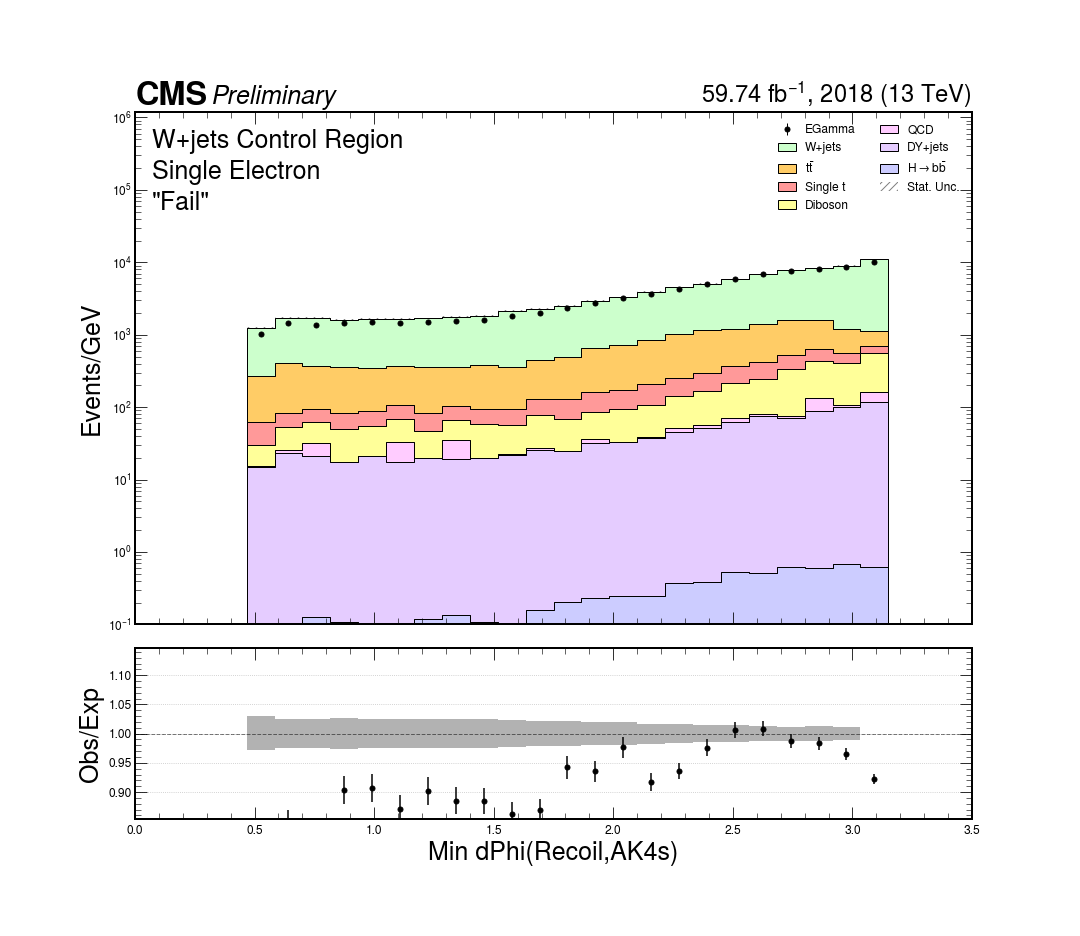 CMS Preliminary 59.74 fb⁻¹, 2018 (13 TeV)
W+jets Control Region
Single Electron
"Fail"
EGamma
W+jets
tt̄
Single t
Diboson
QCD
DY+jets
H→bb̄
Stat. Unc.
Events/GeV
10⁶
10⁵
10⁴
10³
10²
10¹
10⁰
10⁻¹
Obs/Exp
1.10
1.05
1.00
0.95
0.90
0.0 0.5 1.0 1.5 2.0 2.5 3.0 3.5
Min dPhi(Recoil,AK4s)